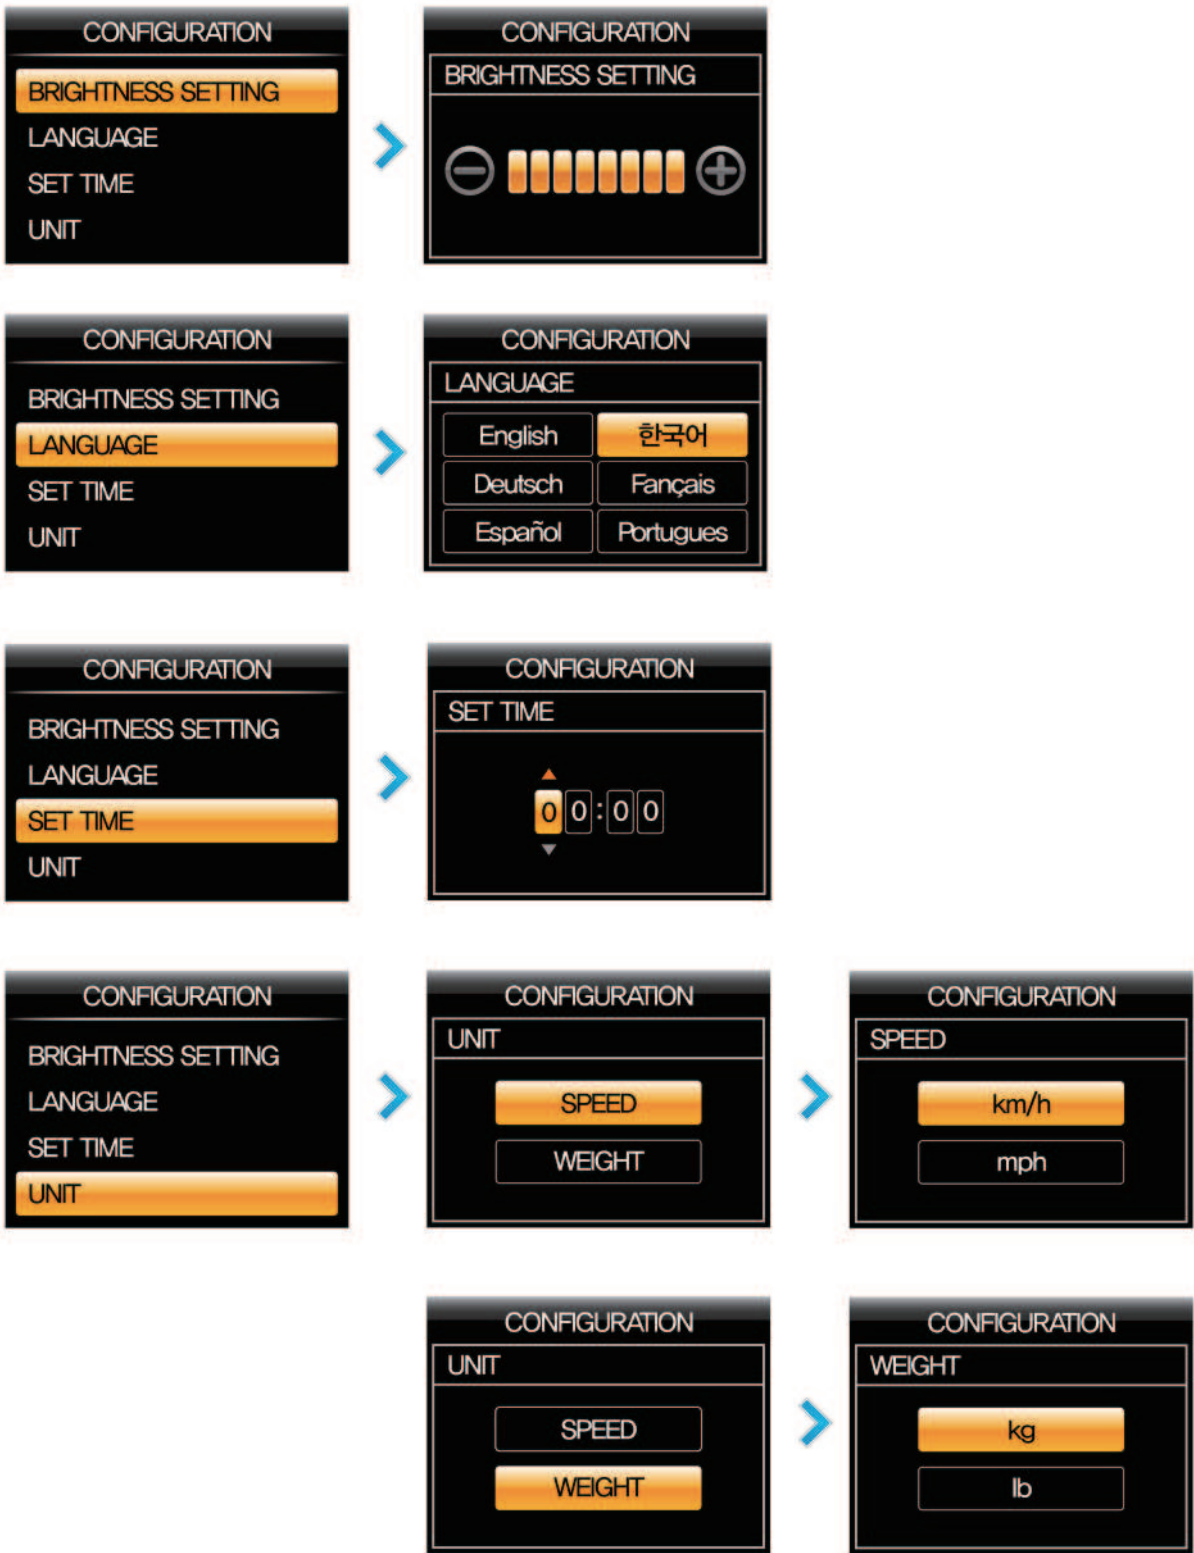 CONFIGURATION
BRIGHTNESS SETTING
LANGUAGE
SET TIME
UNIT
CONFIGURATION
BRIGHTNESS SETTING
CONFIGURATION
BRIGHTNESS SETTING
LANGUAGE
SET TIME
UNIT
CONFIGURATION
LANGUAGE
English 한국어
Deutsch Fançais
Español Portugues
CONFIGURATION
BRIGHTNESS SETTING
LANGUAGE
SET TIME
UNIT
CONFIGURATION
SET TIME
00:00
CONFIGURATION
BRIGHTNESS SETTING
LANGUAGE
SET TIME
UNIT
CONFIGURATION
UNIT
SPEED
WEIGHT
CONFIGURATION
SPEED
km/h
mph
CONFIGURATION
UNIT
SPEED
WEIGHT
CONFIGURATION
WEIGHT
kg
lb